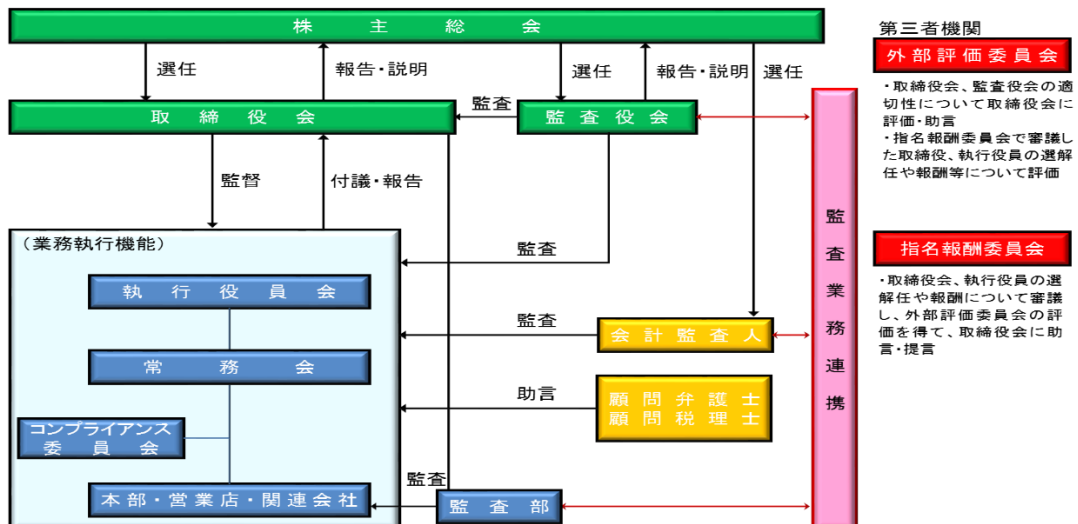 株主総会
第三者機関
外部評価委員会
選任
報告・説明
選任
報告・説明
選任
・取締役会、監査役会の適
切性について取締役会に
評価・助言
・指名報酬委員会で審議し
た取締役、執行役員の選解
任や報酬等について評価
取締役会
監査
監査役会
監督
付議・報告
監査業務連携
（業務執行機能）
監査
指名報酬委員会
・取締役会、執行役員の選
解任や報酬について審議
し、外部評価委員会の評
価を得て、取締役会に助
言・提言
執行役員会
監査
会計監査人
常務会
助言
顧問弁護士
顧問税理士
コンプライアンス
委員会
監査
本部・営業店・関連会社
監査部